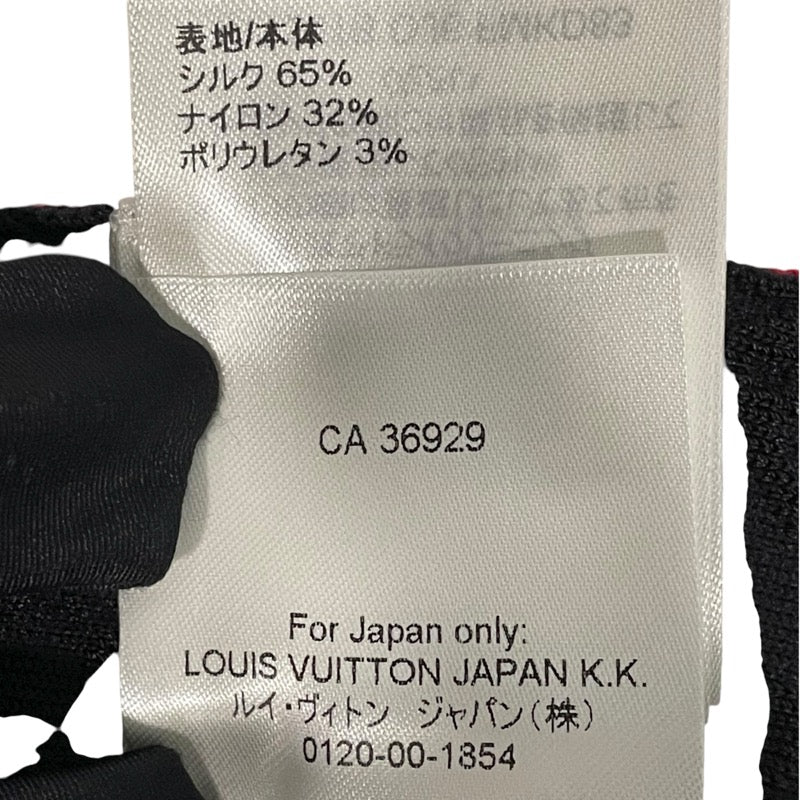 表地/本体
シルク 65%
ナイロン 32%
ポリウレタン 3%
CA 36929
For Japan only:
LOUIS VUITTON JAPAN K.K.
ルイ・ヴィトン ジャパン(株)
0120-00-1854